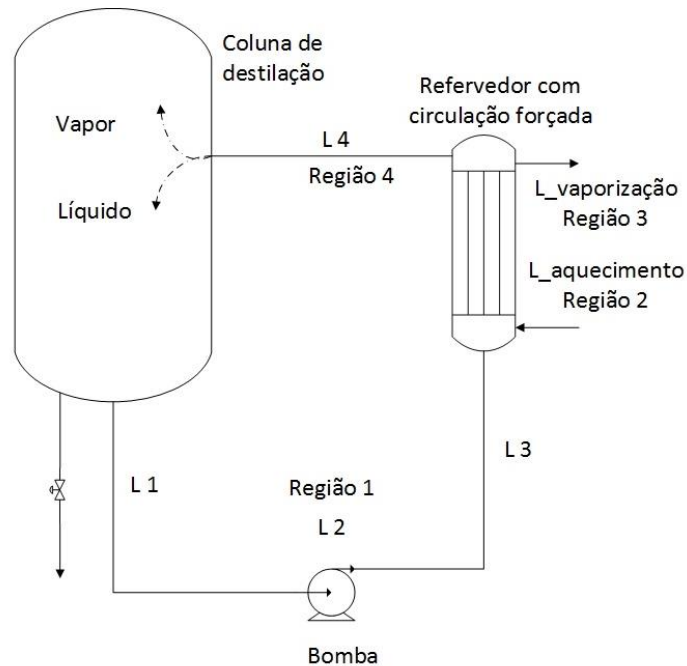 Coluna de
destilação
Refervedor com
circulação forçada
Vapor
L 4
Região 4
L_vaporização
Região 3
Líquido
L_aquecimento
Região 2
L 1
Região 1
L 2
L 3
Bomba